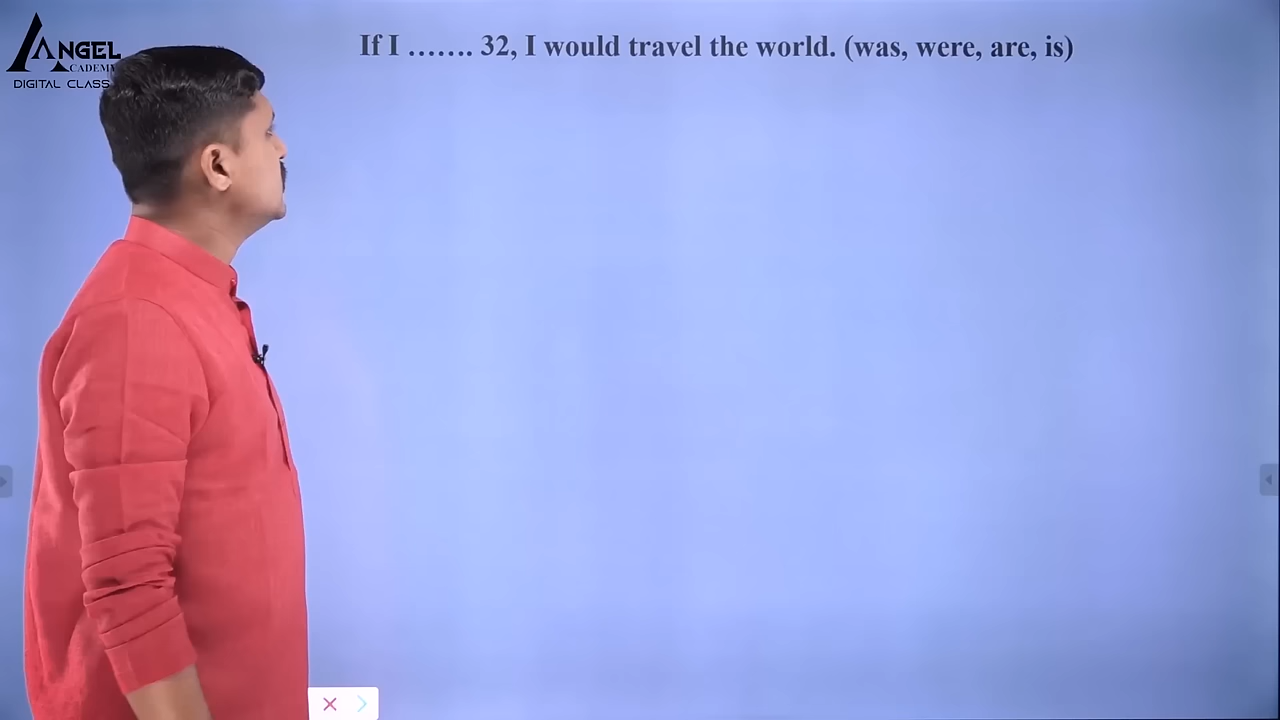 ANGEL
ACADEMY
DIGITAL CLASS
If I ....... 32, I would travel the world. (was, were, are, is)